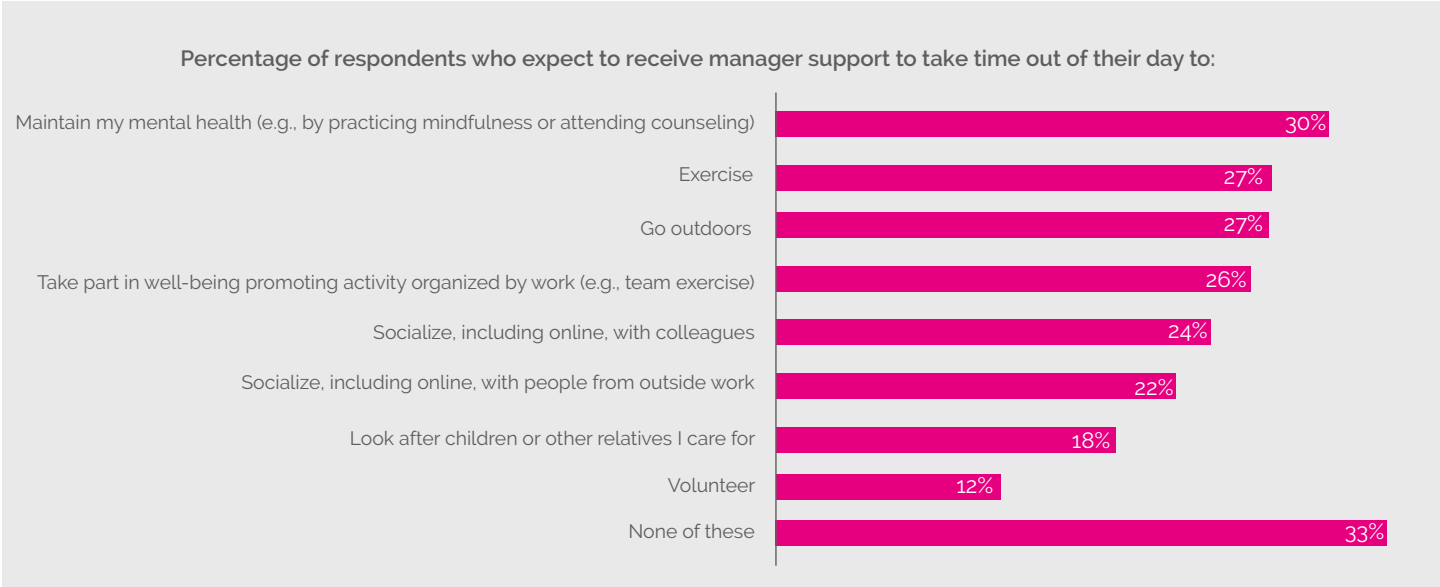 Percentage of respondents who expect to receive manager support to take time out of their day to:
Maintain my mental health (e.g., by practicing mindfulness or attending counseling) 30%
Exercise 27%
Go outdoors 27%
Take part in well-being promoting activity organized by work (e.g., team exercise) 26%
Socialize, including online, with colleagues 24%
Socialize, including online, with people from outside work 22%
Look after children or other relatives I care for 18%
Volunteer 12%
None of these 33%